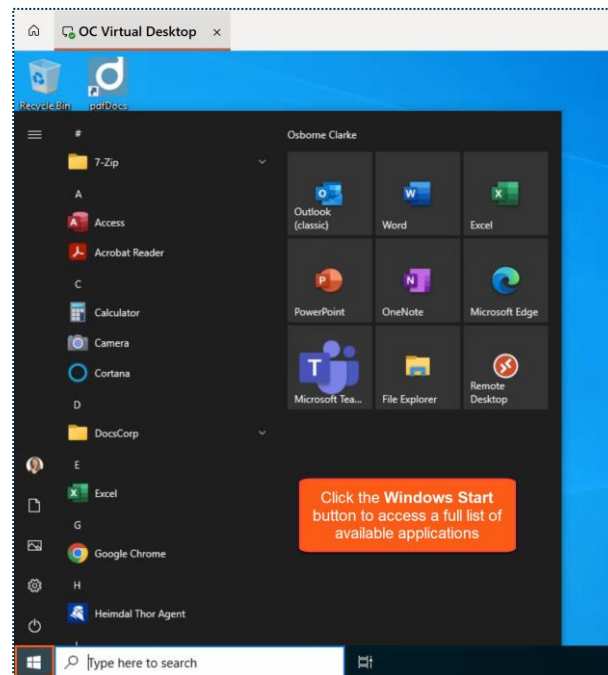 OC Virtual Desktop
Recycle Bin
pdfDocs
#
7-Zip
A
Access
Acrobat Reader
C
Calculator
Camera
Cortana
D
DocsCorp
E
Excel
G
Google Chrome
H
Heimdal Thor Agent
Osborne Clarke
Outlook
(classic)
Word
Excel
PowerPoint
OneNote
Microsoft Edge
Microsoft Tea...
File Explorer
Remote
Desktop
Click the Windows Start
button to access a full list of
available applications
Type here to search